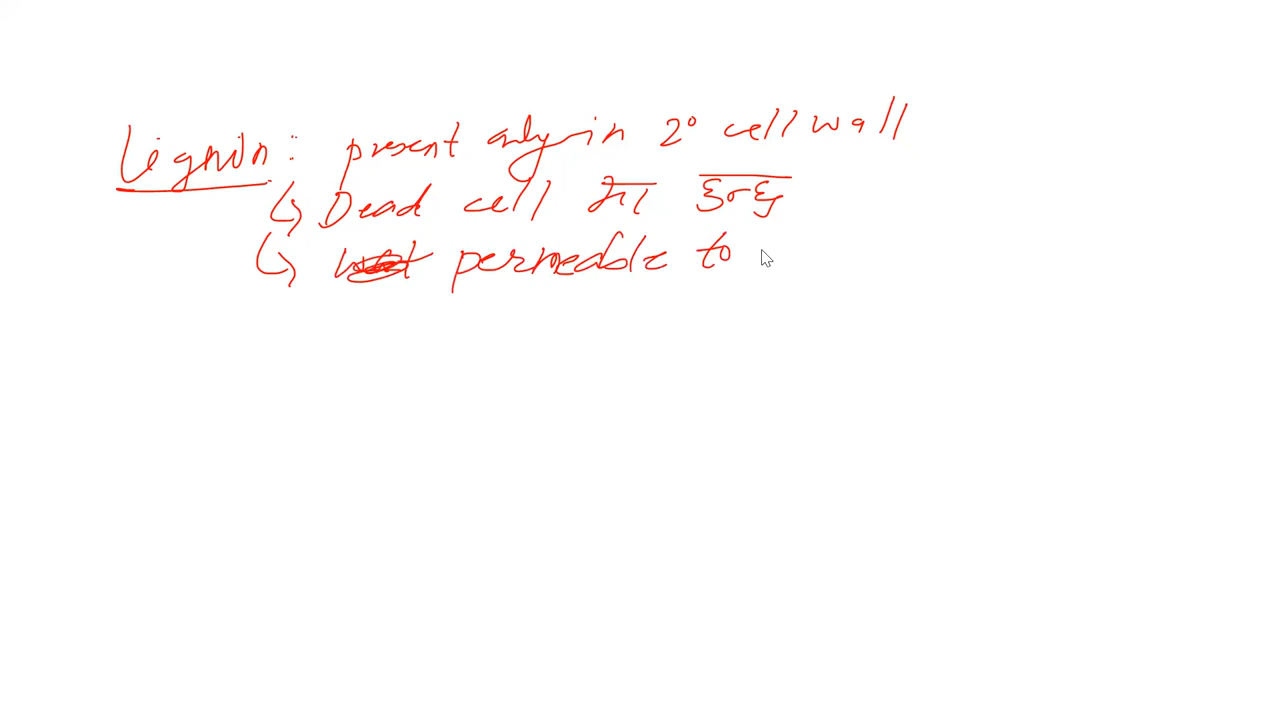 Lignin : present only in 2° cell wall
↳ Dead cell
↳ permeable to